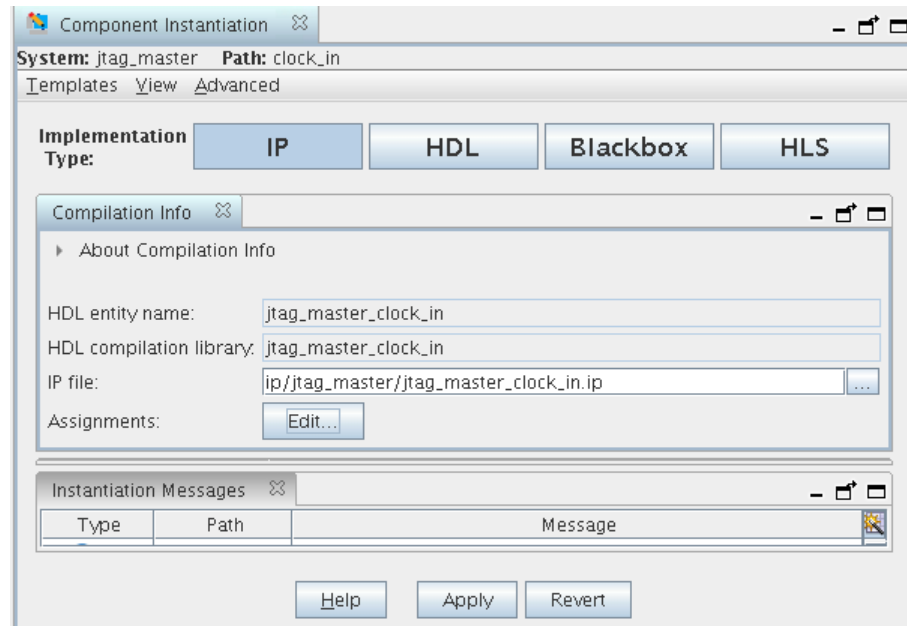 Component Instantiation
System: jtag_master Path: clock_in
Templates View Advanced
Implementation Type: IP HDL Blackbox HLS
Compilation Info
About Compilation Info
HDL entity name: jtag_master_clock_in
HDL compilation library: jtag_master_clock_in
IP file: ip/jtag_master/jtag_master_clock_in.ip ...
Assignments: Edit...
Instantiation Messages
Type Path Message
Help Apply Revert